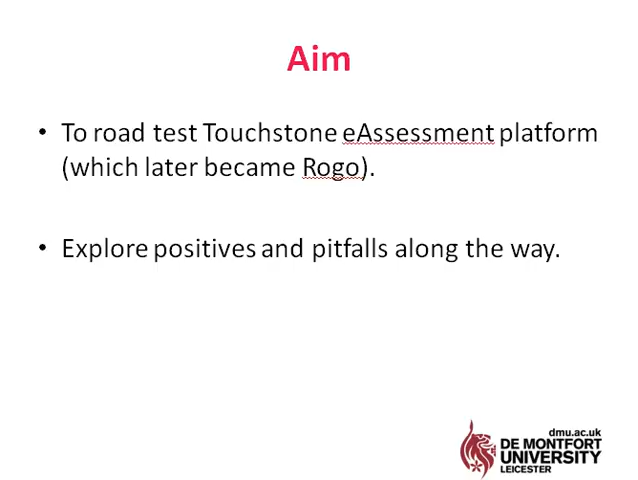 Aim
• To road test Touchstone eAssessment platform
(which later became Rogo).
• Explore positives and pitfalls along the way.
dmu.ac.uk
DE MONTFORT
UNIVERSITY
LEICESTER